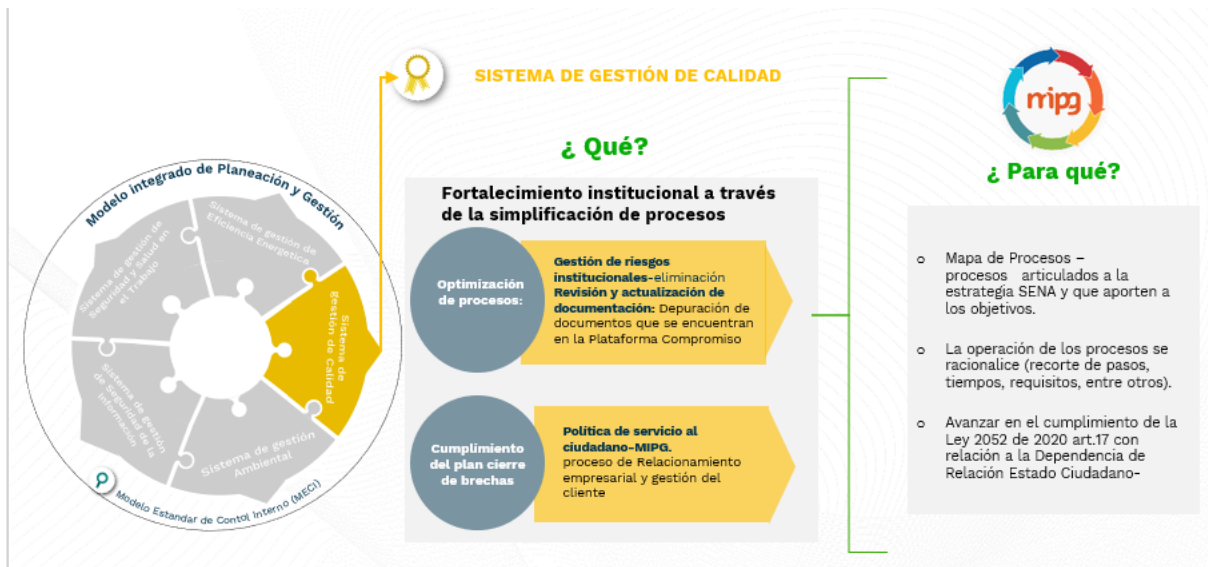 Modelo integrado de Planeación y Gestión
Sistema de gestión de
Eficiencia Energetica
Sistema de gestión de
Seguridad y Salud en
el Trabajo
Sistema de
gestión de Calidad
Sistema de gestión
de Seguridad de la
Información
Sistema de gestión
Ambiental
Modelo Estandar de Contol Interno (MECI)
SISTEMA DE GESTIÓN DE CALIDAD
¿ Qué?
Fortalecimiento institucional a través
de la simplificación de procesos
Optimización
de procesos:
Gestión de riesgos
institucionales-eliminación
Revisión y actualización de
documentación: Depuración de
documentos que se encuentran
en la Plataforma Compromiso
Cumplimiento
del plan cierre
de brechas
Política de servicio al
ciudadano-MIPG.
proceso de Relacionamiento
empresarial y gestión del
cliente
mipg
¿ Para qué?
o Mapa de Procesos –
procesos articulados a la
estrategia SENA y que aporten a
los objetivos.
o La operación de los procesos se
racionalice (recorte de pasos,
tiempos, requisitos, entre otros).
o Avanzar en el cumplimiento de la
Ley 2052 de 2020 art.17 con
relación a la Dependencia de
Relación Estado Ciudadano-